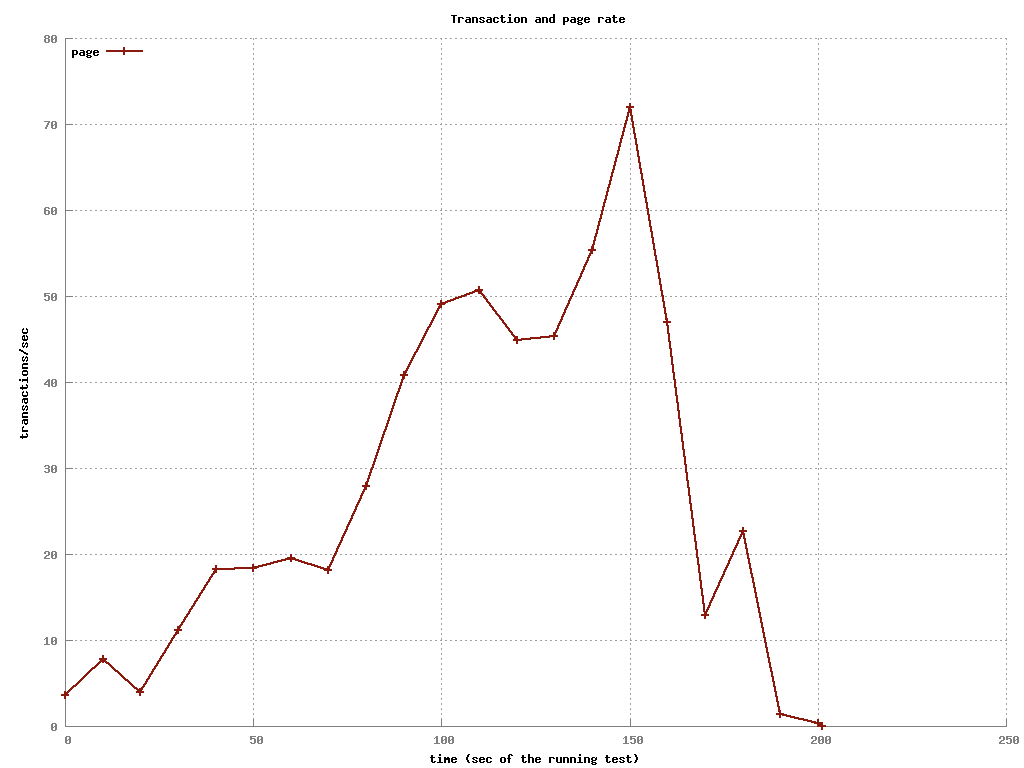 Transaction and page rate
80
page
70
60
50
40
30
20
10
0
transactions/sec
0 50 100 150 200 250
time (sec of the running test)